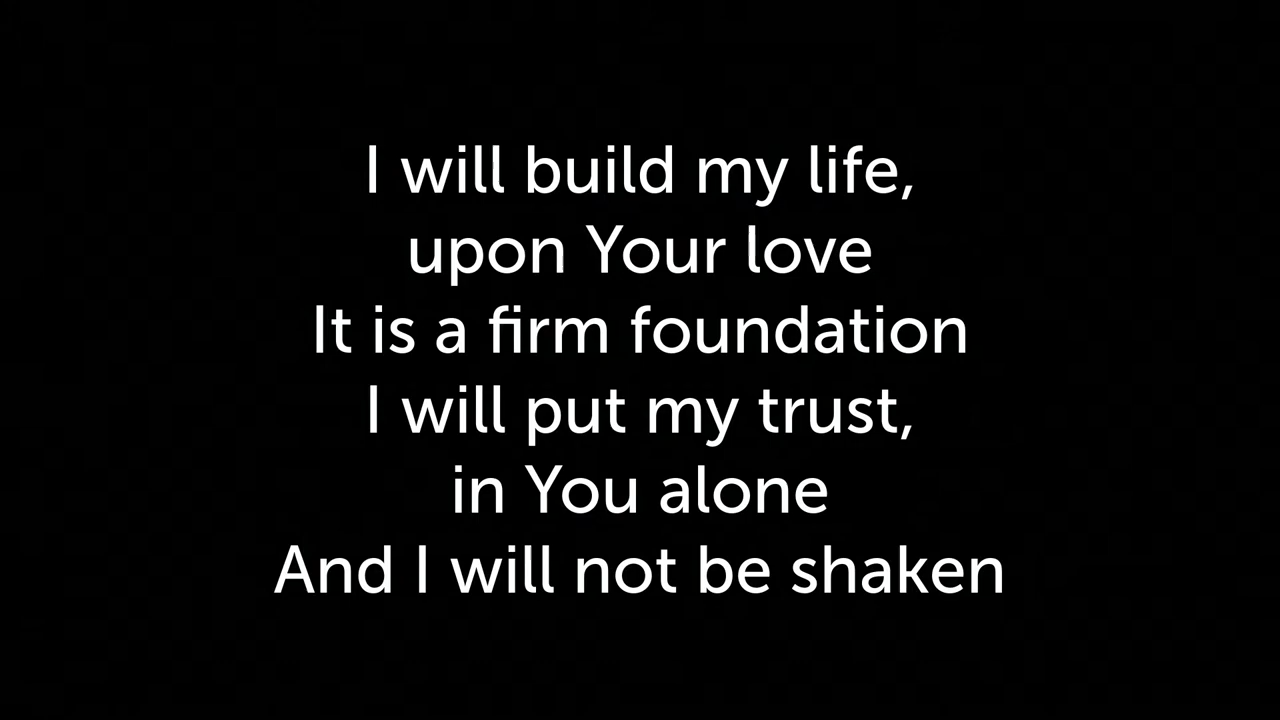 I will build my life,
upon Your love
It is a firm foundation
I will put my trust,
in You alone
And I will not be shaken